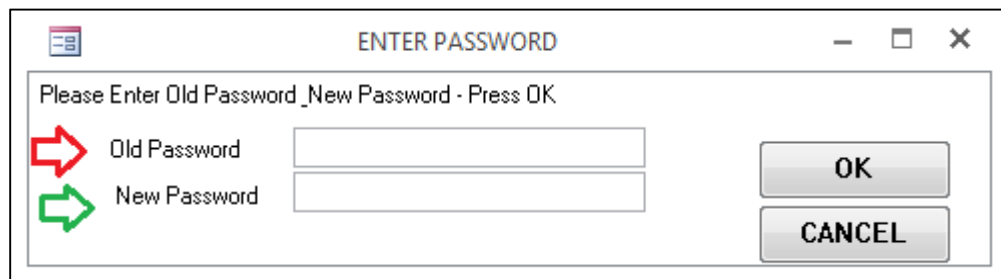 ENTER PASSWORD
Please Enter Old Password _New Password - Press OK
Old Password
New Password
OK
CANCEL